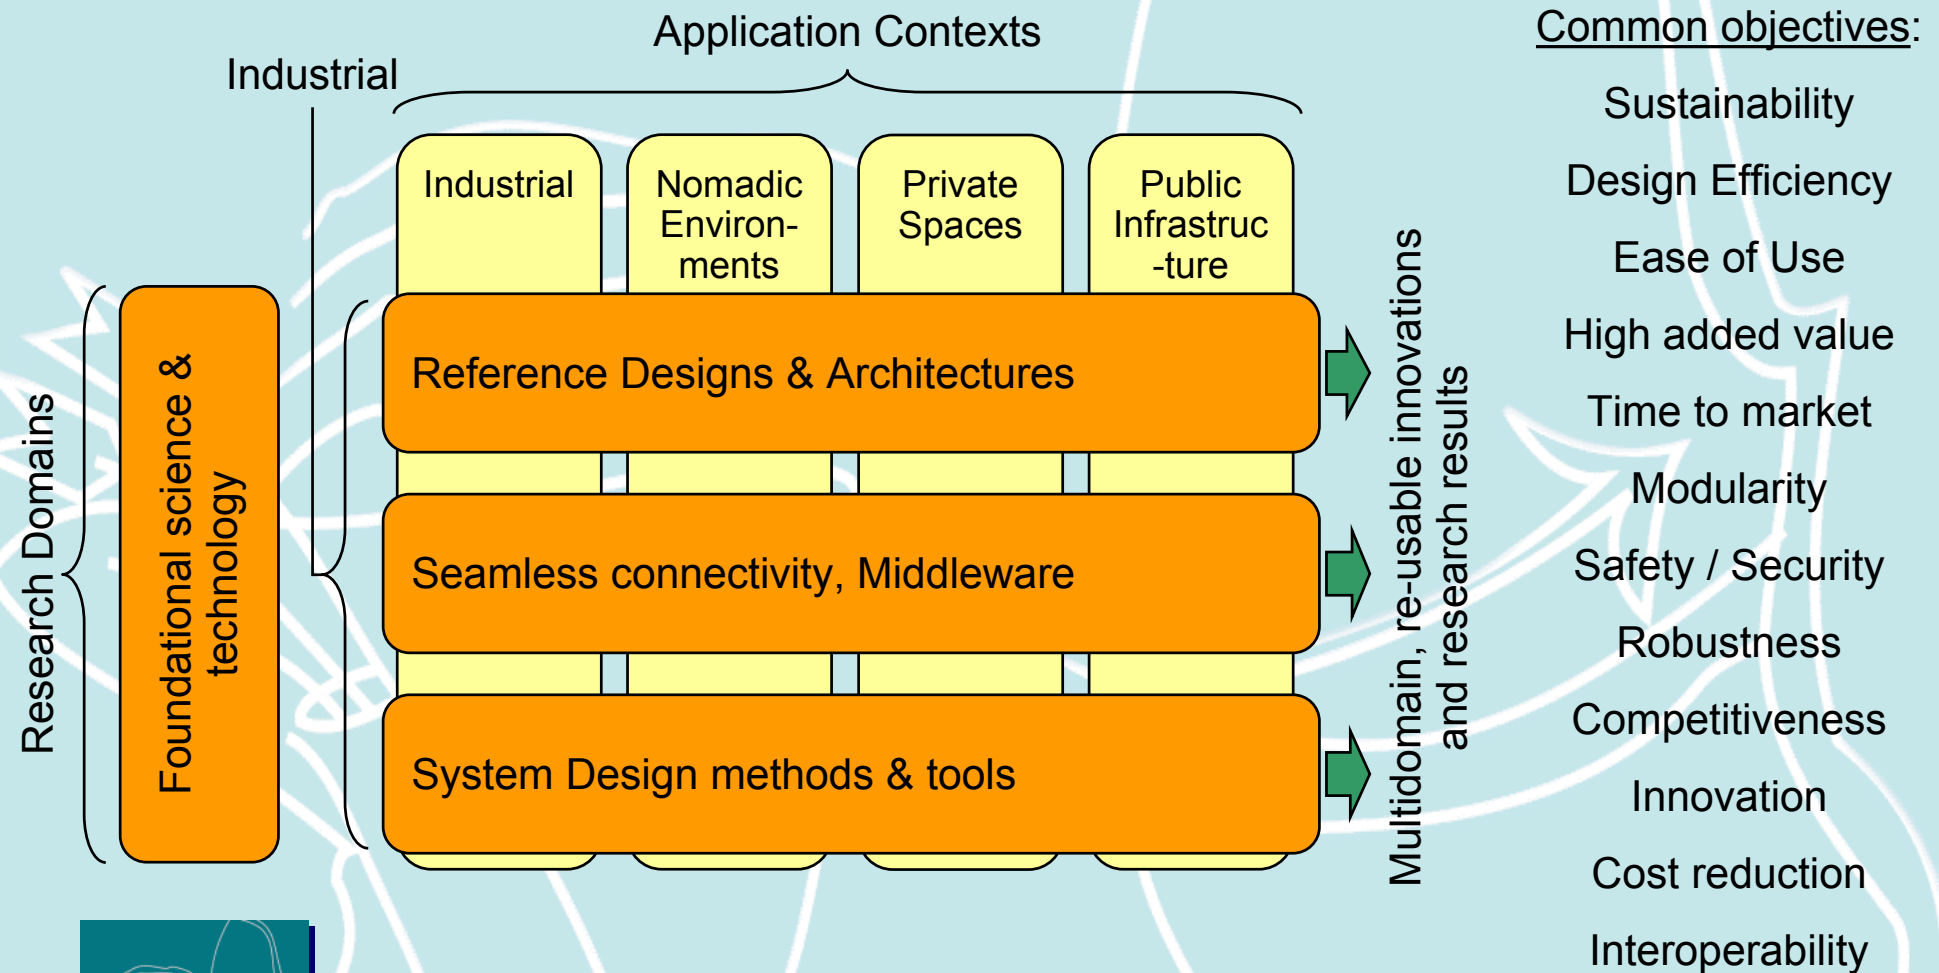 Application Contexts
Industrial
Industrial
Nomadic
Environ-
ments
Private
Spaces
Public
Infrastruc
-ture
Research Domains
Foundational science &
technology
Reference Designs & Architectures
Seamless connectivity, Middleware
System Design methods & tools
Multidomain, re-usable innovations
and research results
Common objectives:
Sustainability
Design Efficiency
Ease of Use
High added value
Time to market
Modularity
Safety / Security
Robustness
Competitiveness
Innovation
Cost reduction
Interoperability